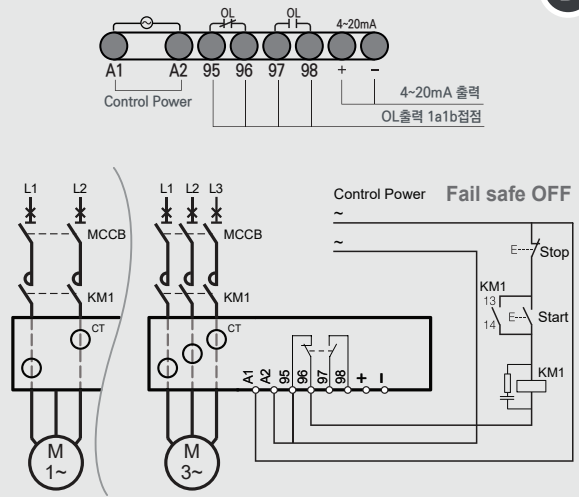 OL OL 4~20mA
A1 A2 95 96 97 98 + −
Control Power
4~20mA 출력
OL출력 1a1b접점
L1 L2 L1 L2 L3 Control Power Fail safe OFF
~
~
MCCB MCCB
E Stop
KM1
13
14
E Start
KM1 KM1
CT CT
KM1
A1 A2 95 96 97 98 + −
M
1~
M
3~